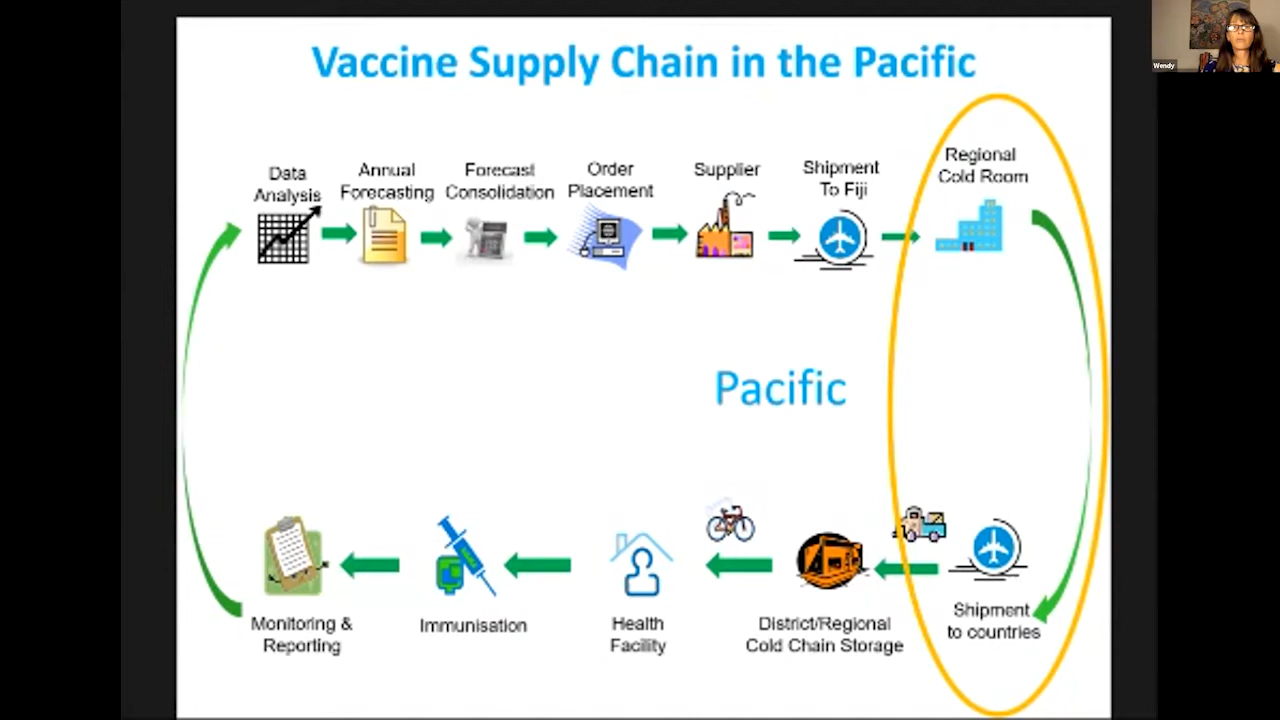 Vaccine Supply Chain in the Pacific
Wendy
Data
Analysis
Annual
Forecasting
Forecast
Consolidation
Order
Placement
Supplier
Shipment
To Fiji
Regional
Cold Room
Pacific
Monitoring &
Reporting
Immunisation
Health
Facility
District/Regional
Cold Chain Storage
Shipment
to countries